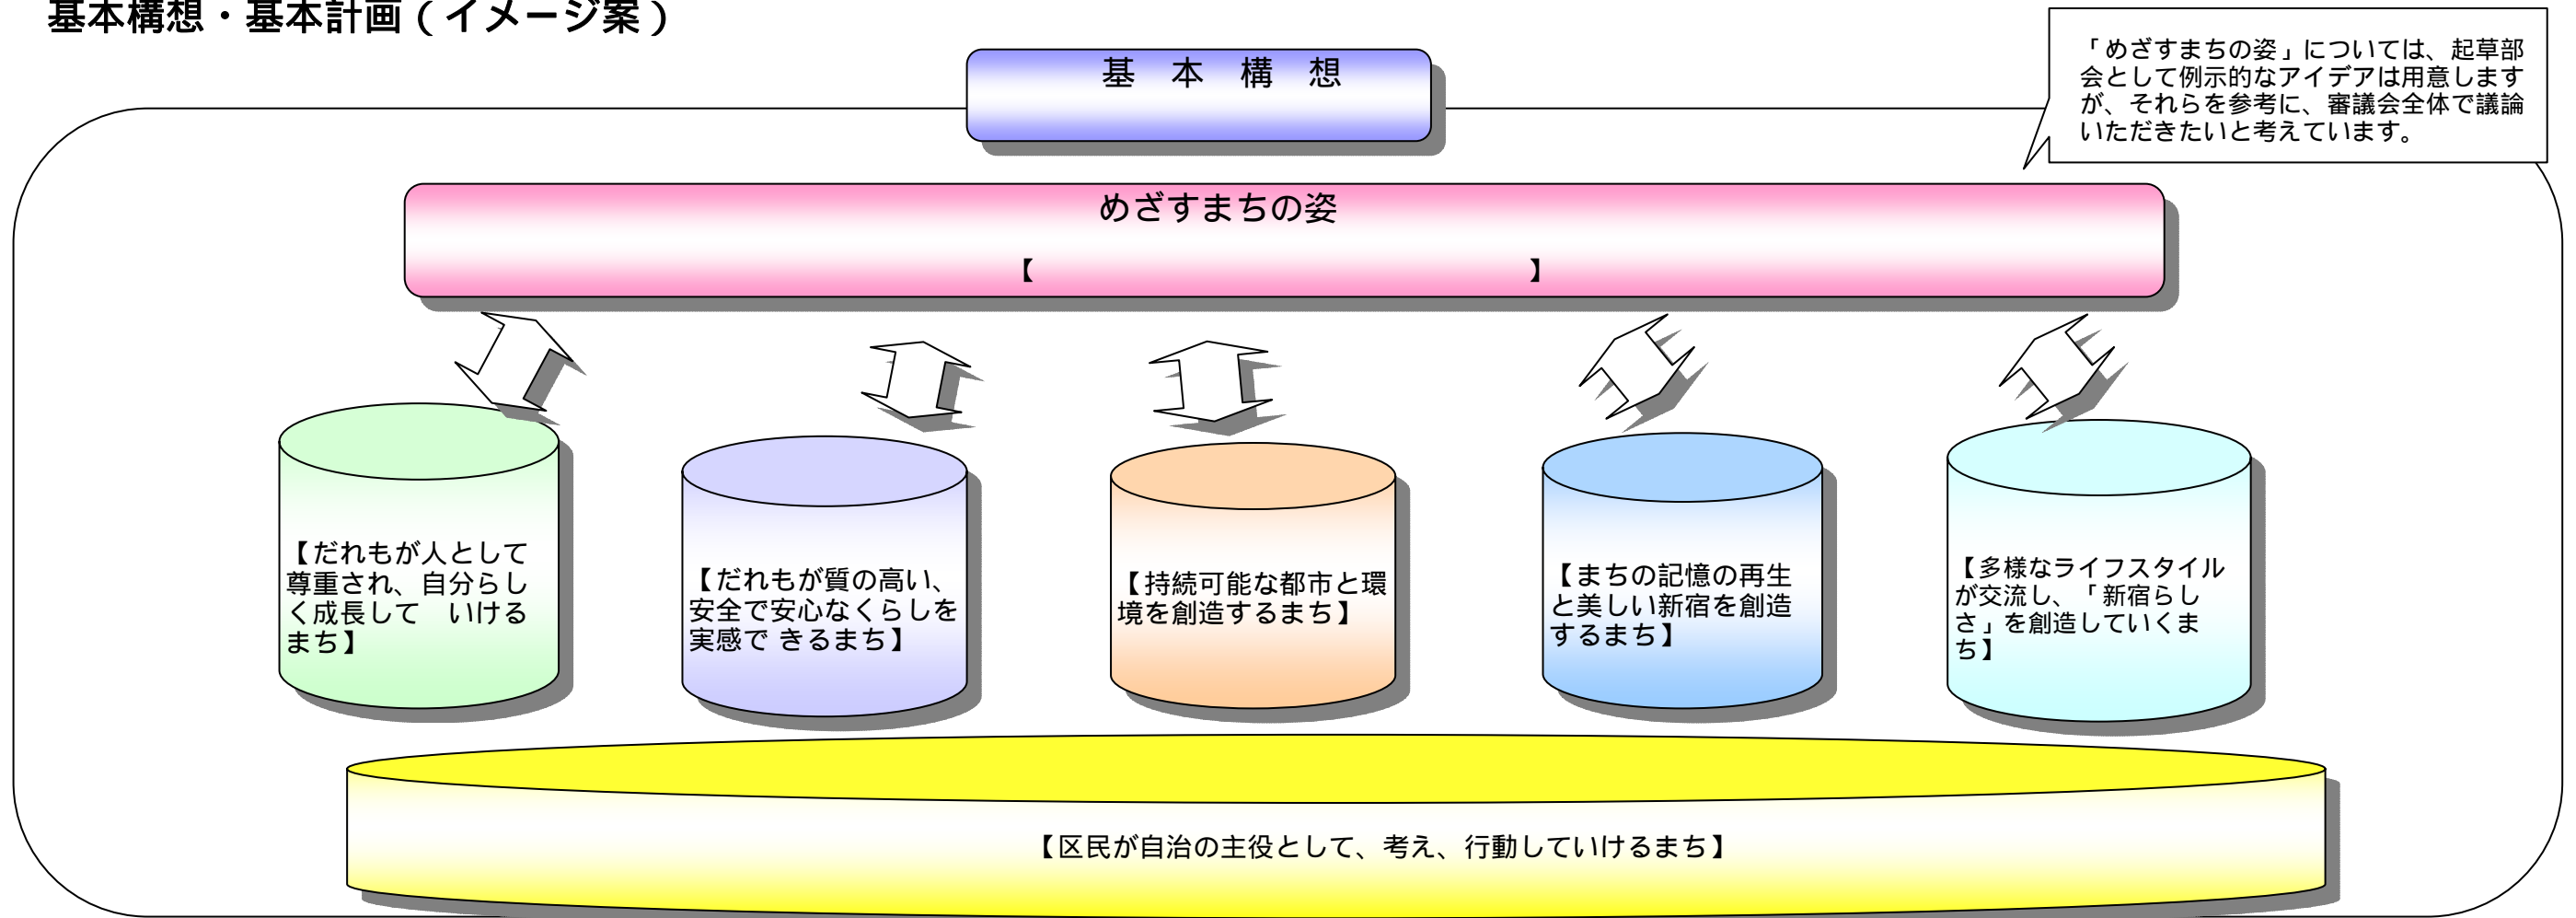 基本構想・基本計画（イメージ案）
基　本　構　想
「めざすまちの姿」については、起草部
会として例示的なアイデアは用意します
が、それらを参考に、審議会全体で議論
いただきたいと考えています。
めざすまちの姿
【　　　　　　　　　　　　　　　　　　】
【だれもが人として
尊重され、自分らし
く成長して　いける
まち】
【だれもが質の高い、
安全で安心なくらしを
実感で きるまち】
【持続可能な都市と環
境を創造するまち】
【まちの記憶の再生
と美しい新宿を創造
するまち】
【多様なライフスタイル
が交流し、「新宿らし
さ」を創造していくま
ち】
【区民が自治の主役として、考え、行動していけるまち】